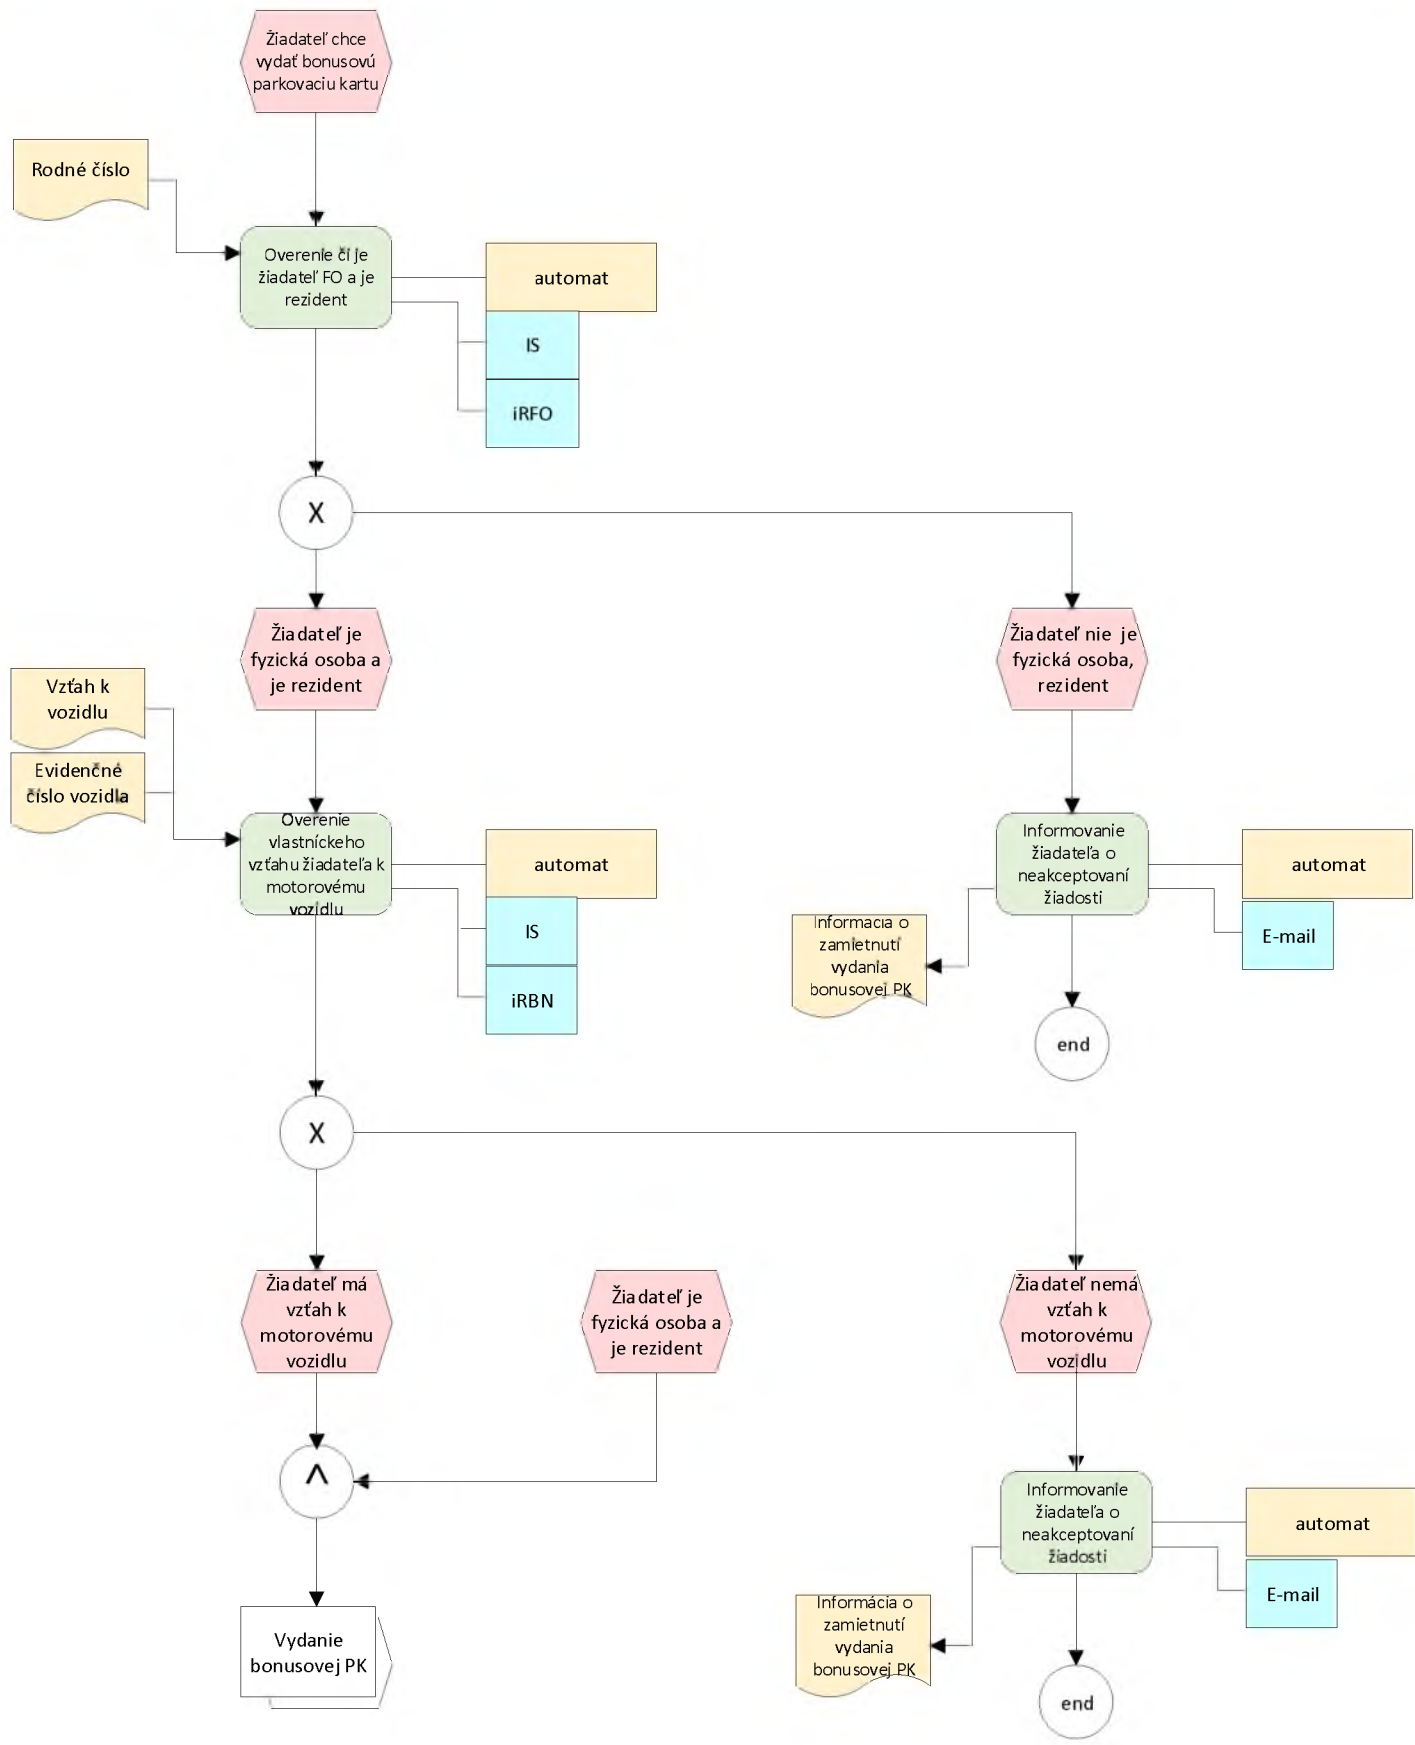 Žiadateľ chce
vydať bonusovú
parkovaciu kartu
Rodné číslo
Overenie čí je
žiadateľ FO a je
rezident
automat
IS
iRFO
X
Žiadateľ je
fyzická osoba a
je rezident
Žiadateľ nie je
fyzická osoba,
rezident
Vzťah k
vozidlu
Evidenčné
číslo vozidla
Overenie
vlastníckeho
vzťahu žiadateľa k
motorovému
vozidlu
automat
IS
iRBN
Informovanie
žiadateľa o
neakceptovaní
žiadosti
automat
E-mail
Informácia o
zamietnutí
vydania
bonusovej PK
end
X
Žiadateľ má
vzťah k
motorovému
vozidlu
Žiadateľ je
fyzická osoba a
je rezident
Žiadateľ nemá
vzťah k
motorovému
vozidlu
^
Informovanie
žiadateľa o
neakceptovaní
žiadosti
automat
E-mail
Informácia o
zamietnutí
vydania
bonusovej PK
Vydanie
bonusovej PK
end